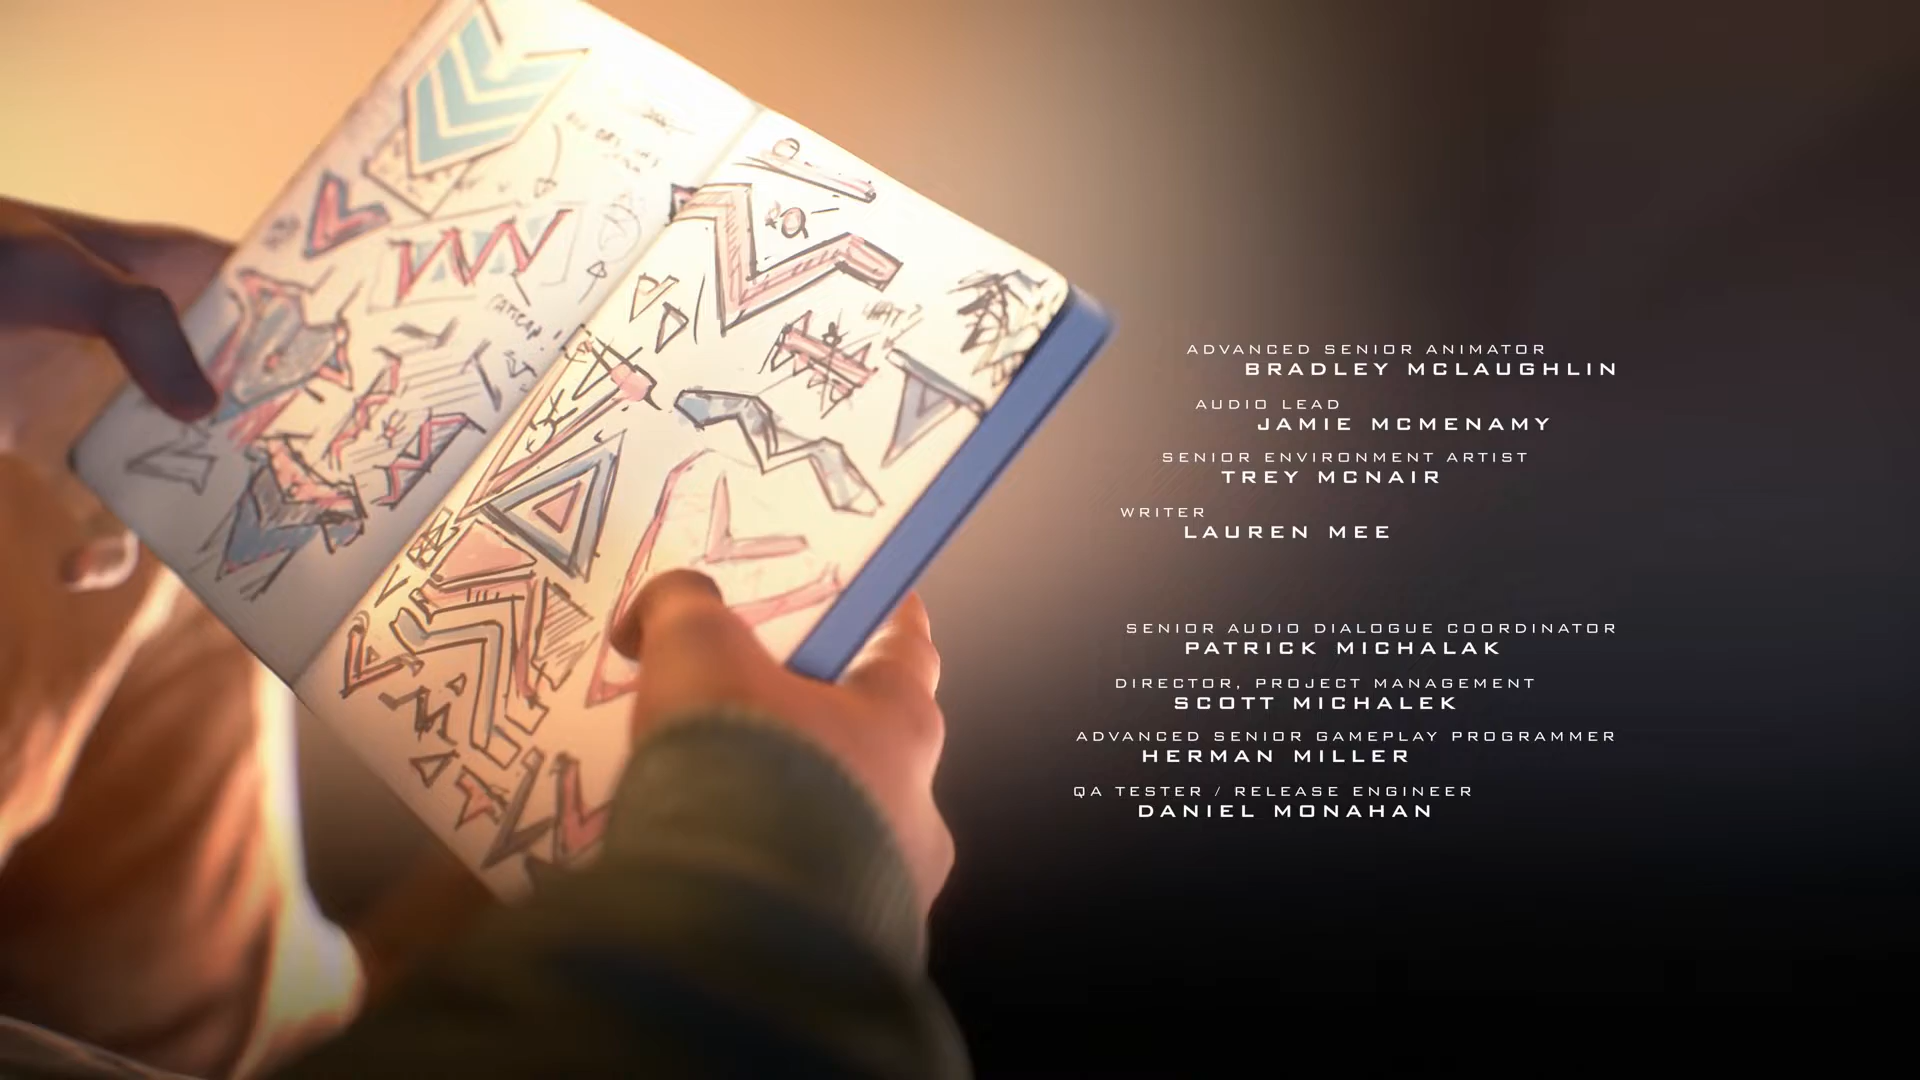 WHAT?
ADVANCED SENIOR ANIMATOR
BRADLEY MCLAUGHLIN
AUDIO LEAD
JAMIE MCMENAMY
SENIOR ENVIRONMENT ARTIST
TREY MCNAIR
WRITER
LAUREN MEE
SENIOR AUDIO DIALOGUE COORDINATOR
PATRICK MICHALAK
DIRECTOR, PROJECT MANAGEMENT
SCOTT MICHALEK
ADVANCED SENIOR GAMEPLAY PROGRAMMER
HERMAN MILLER
QA TESTER / RELEASE ENGINEER
DANIEL MONAHAN